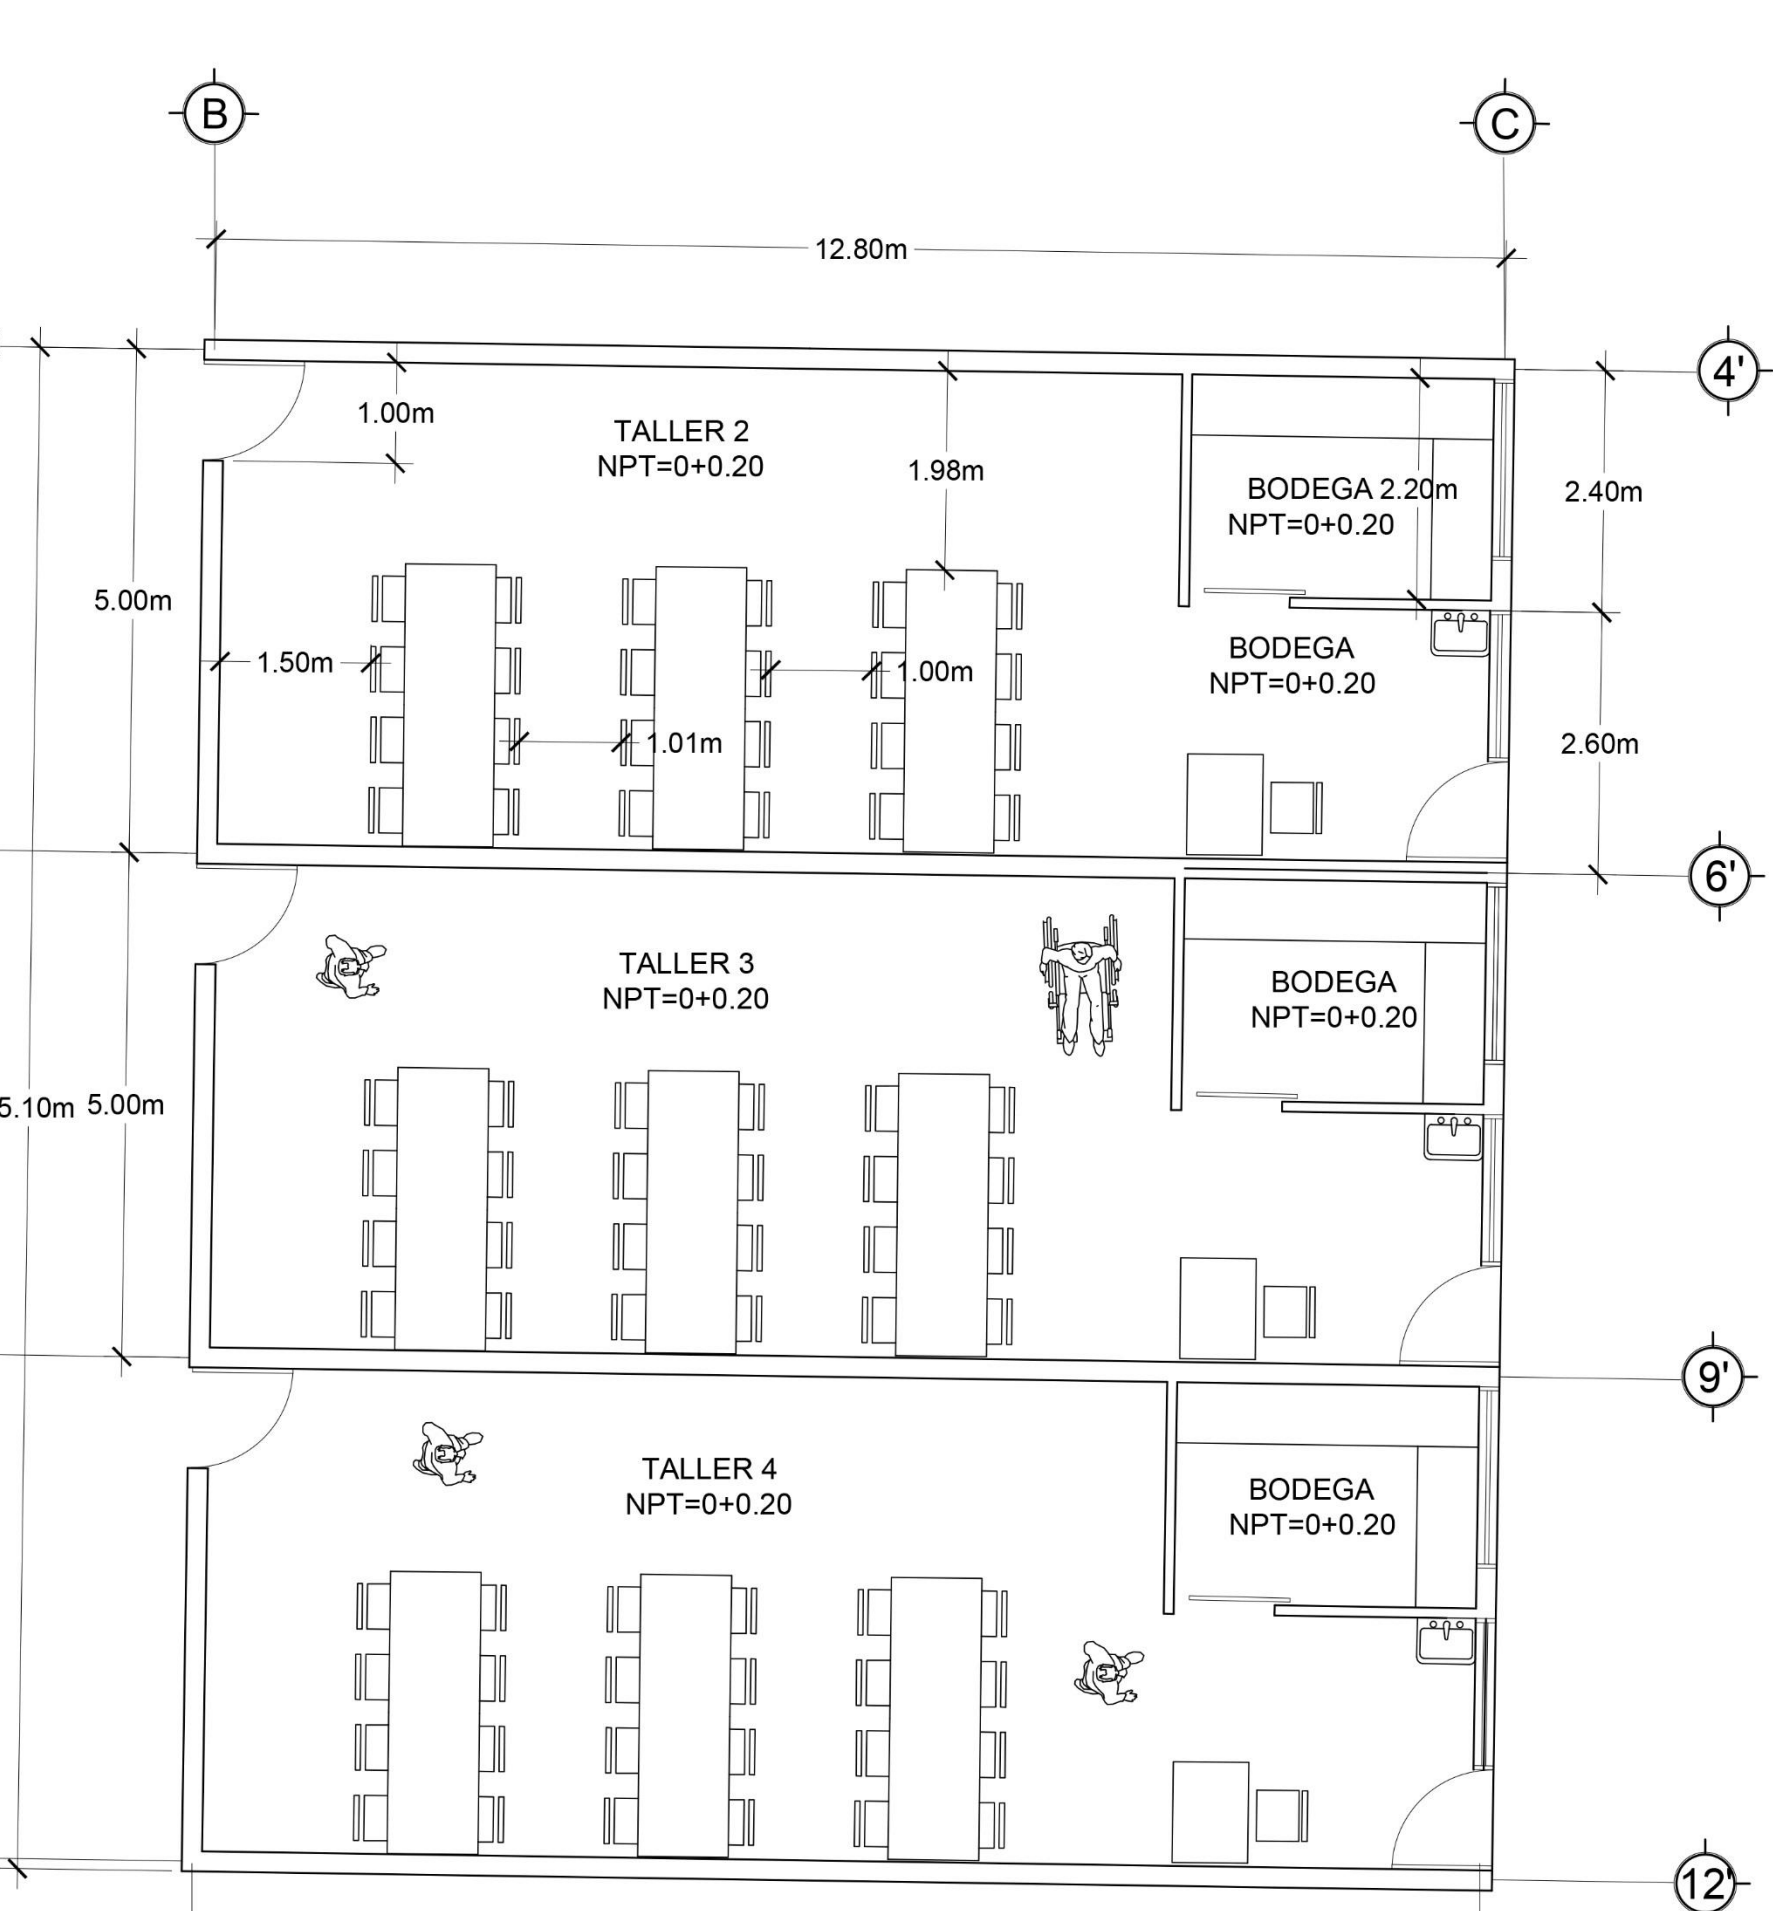 B
C
12.80m
4'
1.00m
TALLER 2
NPT=0+0.20
1.98m
BODEGA 2.20m
NPT=0+0.20
2.40m
5.00m
1.50m
1.00m
BODEGA
NPT=0+0.20
1.01m
2.60m
6'
TALLER 3
NPT=0+0.20
BODEGA
NPT=0+0.20
5.10m
5.00m
9'
TALLER 4
NPT=0+0.20
BODEGA
NPT=0+0.20
12'